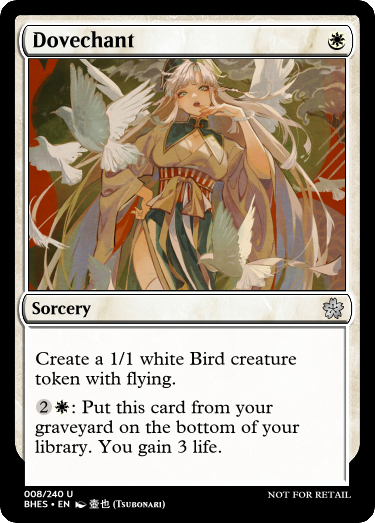 Dovechant
Sorcery
Create a 1/1 white Bird creature
token with flying.
2: Put this card from your
graveyard on the bottom of your
library. You gain 3 life.
008/240 U
NOT FOR RETAIL
BHES • EN 壺也 (Tsubonari)